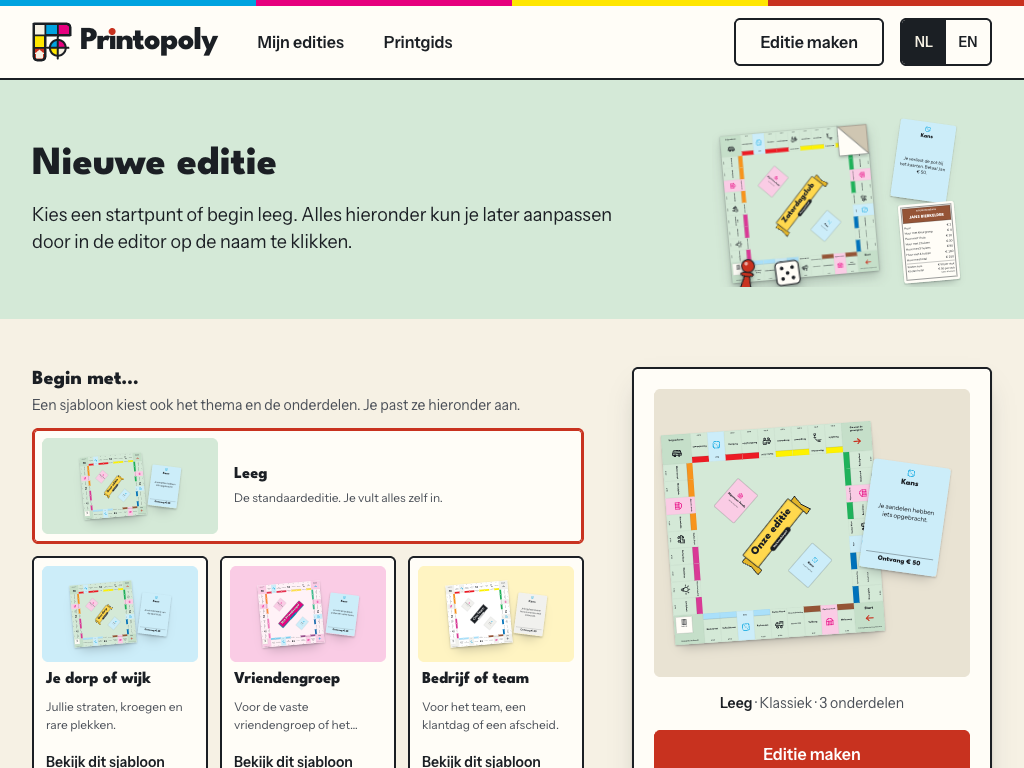 Printopoly
Mijn edities
Printgids
Editie maken
NL
EN
Nieuwe editie
Kies een startpunt of begin leeg. Alles hieronder kun je later aanpassen
door in de editor op de naam te klikken.
Zaterdagclub
Kans
Begin met...
Een sjabloon kiest ook het thema en de onderdelen. Je past ze hieronder aan.
Leeg
De standaardeditie. Je vult alles zelf in.
Je dorp of wijk
Jullie straten, kroegen en
rare plekken.
Bekijk dit sjabloon
Vriendengroep
Voor de vaste
vriendengroep of het...
Bekijk dit sjabloon
Bedrijf of team
Voor het team, een
klantdag of een afscheid.
Bekijk dit sjabloon
Onze editie
Kans
Je aandelen hebben
iets opgebracht.
Ontvang € 50
Start
Leeg · Klassiek · 3 onderdelen
Editie maken